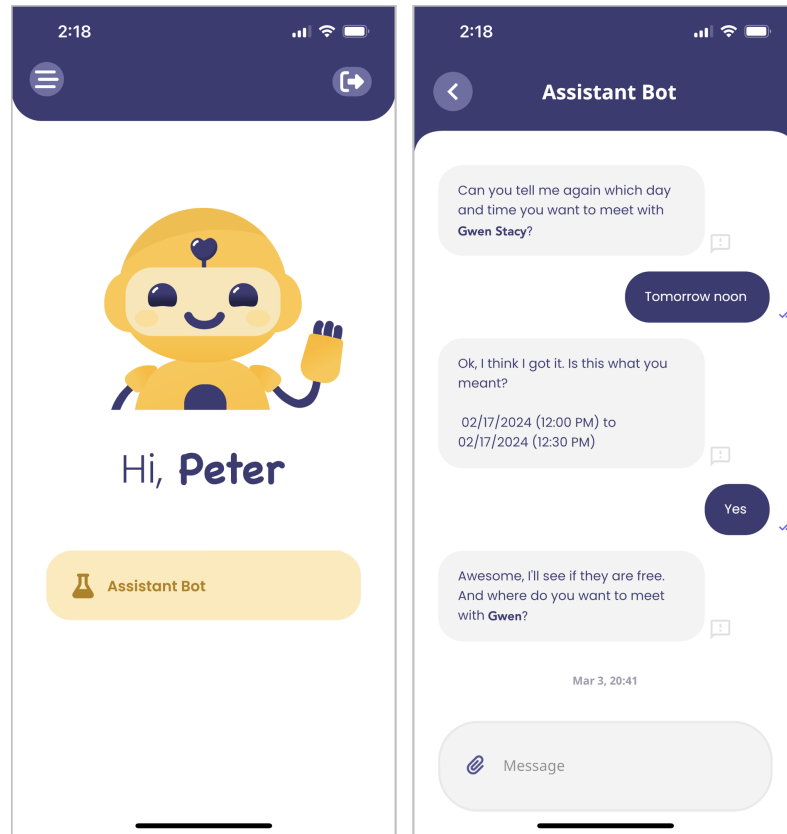 2:18
Hi, Peter
Assistant Bot
2:18
Assistant Bot
Can you tell me again which day
and time you want to meet with
Gwen Stacy?
Tomorrow noon
Ok, I think I got it. Is this what you
meant?
02/17/2024 (12:00 PM) to
02/17/2024 (12:30 PM)
Yes
Awesome, I'll see if they are free.
And where do you want to meet
with Gwen?
Mar 3, 20:41
Message